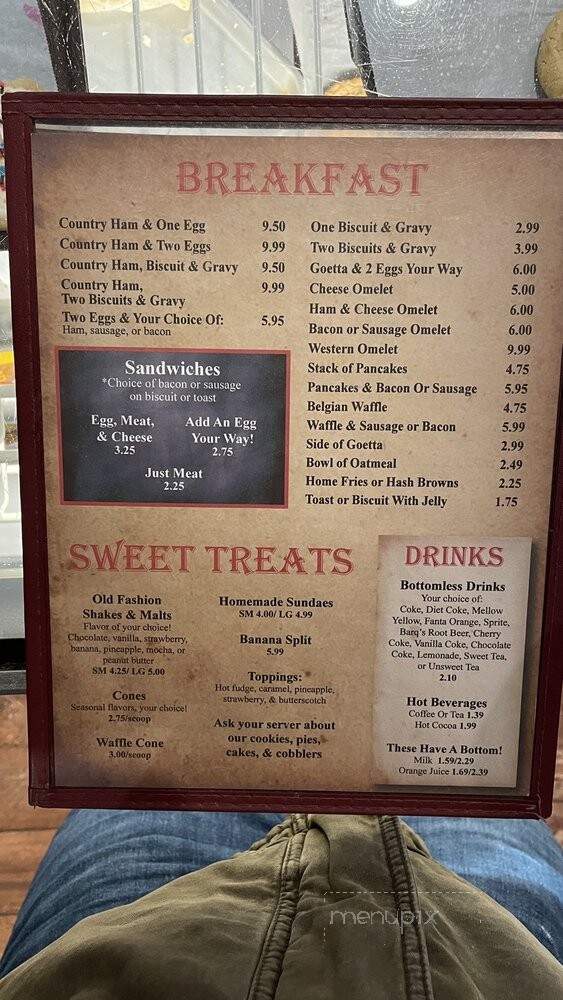 BREAKFAST
Country Ham & One Egg 9.50
Country Ham & Two Eggs 9.99
Country Ham, Biscuit & Gravy 9.50
Country Ham, 9.99
Two Biscuits & Gravy
Two Eggs & Your Choice Of: 5.95
Ham, sausage, or bacon
Sandwiches
*Choice of bacon or sausage
on biscuit or toast
Egg, Meat,
& Cheese
3.25
Add An Egg
Your Way!
2.75
Just Meat
2.25
One Biscuit & Gravy 2.99
Two Biscuits & Gravy 3.99
Goetta & 2 Eggs Your Way 6.00
Cheese Omelet 5.00
Ham & Cheese Omelet 6.00
Bacon or Sausage Omelet 6.00
Western Omelet 9.99
Stack of Pancakes 4.75
Pancakes & Bacon Or Sausage 5.95
Belgian Waffle 4.75
Waffle & Sausage or Bacon 5.99
Side of Goetta 2.99
Bowl of Oatmeal 2.49
Home Fries or Hash Browns 2.25
Toast or Biscuit With Jelly 1.75
SWEET TREATS
Old Fashion
Shakes & Malts
Flavor of your choice!
Chocolate, vanilla, strawberry,
banana, pineapple, mocha, or
peanut butter
SM 4.25/ LG 5.00
Cones
Seasonal flavors, your choice!
2.75/scoop
Waffle Cone
3.00/scoop
Homemade Sundaes
SM 4.00/ LG 4.99
Banana Split
5.99
Toppings:
Hot fudge, caramel, pineapple,
strawberry, & butterscotch
Ask your server about
our cookies, pies,
cakes, & cobblers
DRINKS
Bottomless Drinks
Your choice of:
Coke, Diet Coke, Mellow
Yellow, Fanta Orange, Sprite,
Barq's Root Beer, Cherry
Coke, Vanilla Coke, Chocolate
Coke, Lemonade, Sweet Tea,
or Unsweet Tea
2.10
Hot Beverages
Coffee Or Tea 1.39
Hot Cocoa 1.99
These Have A Bottom!
Milk 1.59/2.29
Orange Juice 1.69/2.39
menupix